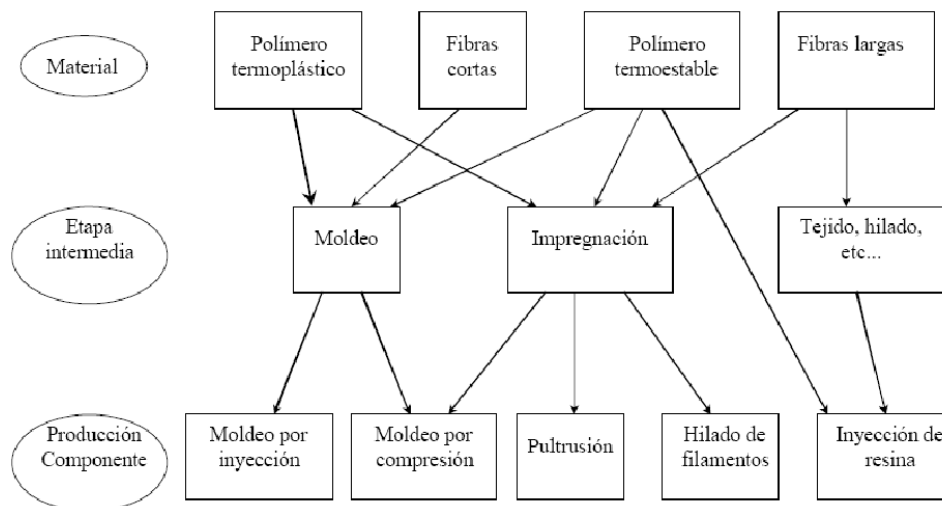 Material
Polímero
termoplástico
Fibras
cortas
Polímero
termoestable
Fibras largas
Etapa
intermedia
Moldeo
Impregnación
Tejido, hilado,
etc...
Producción
Componente
Moldeo por
inyección
Moldeo por
compresión
Pultrusión
Hilado de
filamentos
Inyección de
resina